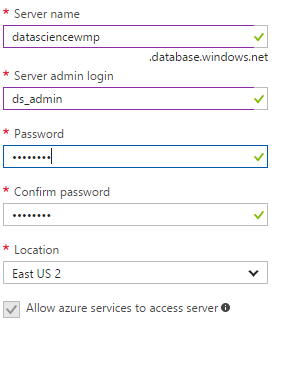 * Server name
datasciencewmp
.database.windows.net
* Server admin login
ds_admin
* Password
••••••••
* Confirm password
••••••••
* Location
East US 2
Allow azure services to access server